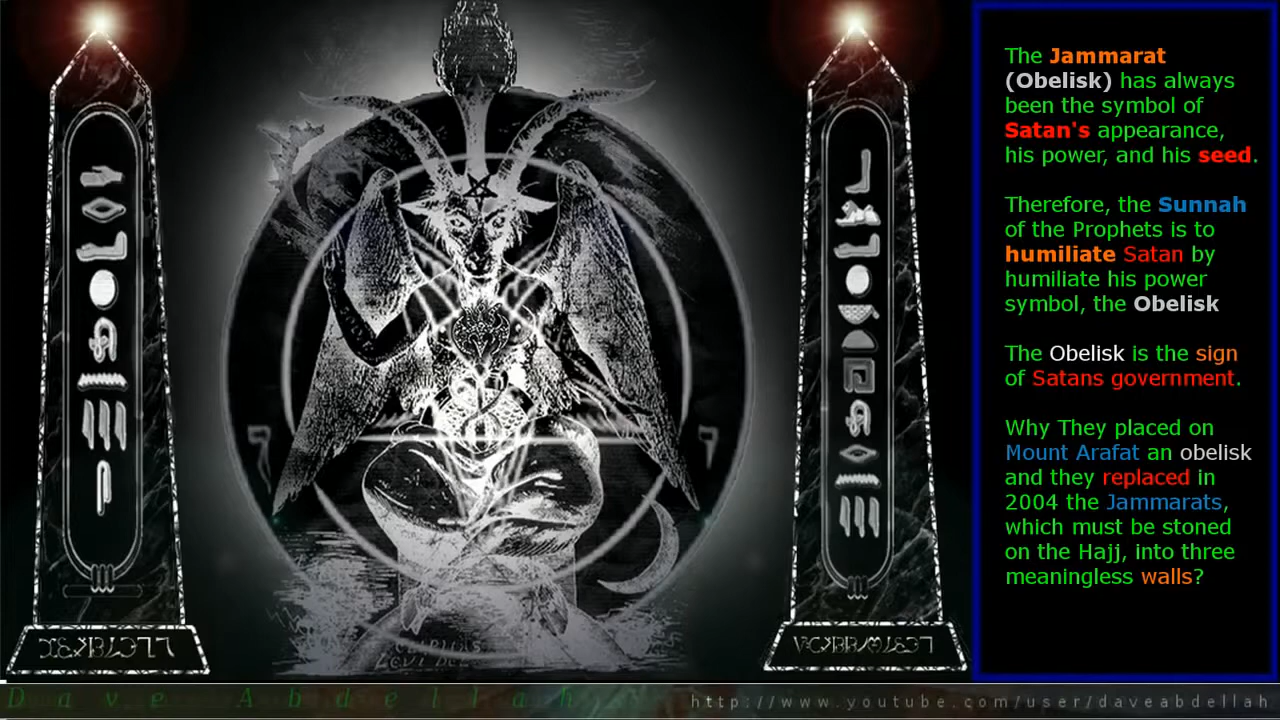 The Jammarat
(Obelisk) has always
been the symbol of
Satan's appearance,
his power, and his seed.
Therefore, the Sunnah
of the Prophets is to
humiliate Satan by
humiliate his power
symbol, the Obelisk
The Obelisk is the sign
of Satans government.
Why They placed on
Mount Arafat an obelisk
and they replaced in
2004 the Jammarats,
which must be stoned
on the Hajj, into three
meaningless walls?
Dave Abdellah
http://www.youtube.com/user/daveabdellah